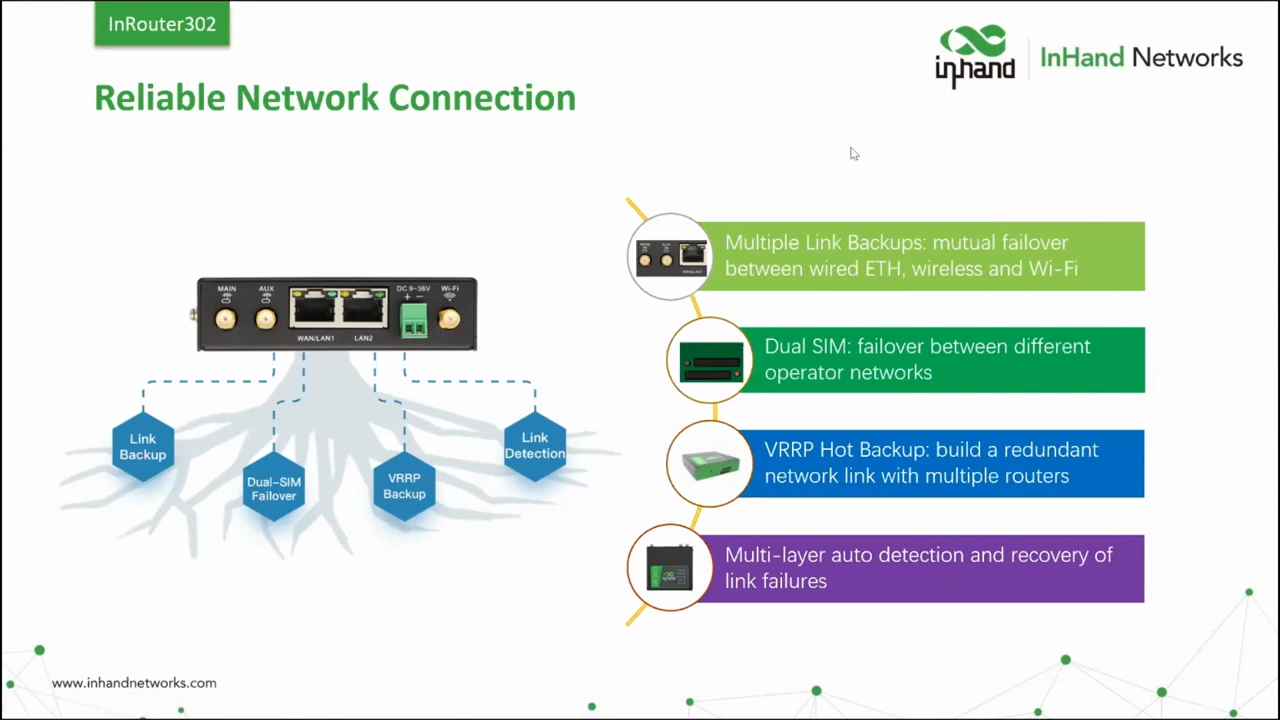 InRouter302
inhand
InHand Networks
Reliable Network Connection
MAIN
AUX
DC 9~36V
Wi-Fi
WAN/LAN1
LAN2
Link
Backup
Dual-SIM
Failover
VRRP
Backup
Link
Detection
Multiple Link Backups: mutual failover
between wired ETH, wireless and Wi-Fi
Dual SIM: failover between different
operator networks
VRRP Hot Backup: build a redundant
network link with multiple routers
Multi-layer auto detection and recovery of
link failures
www.inhandnetworks.com